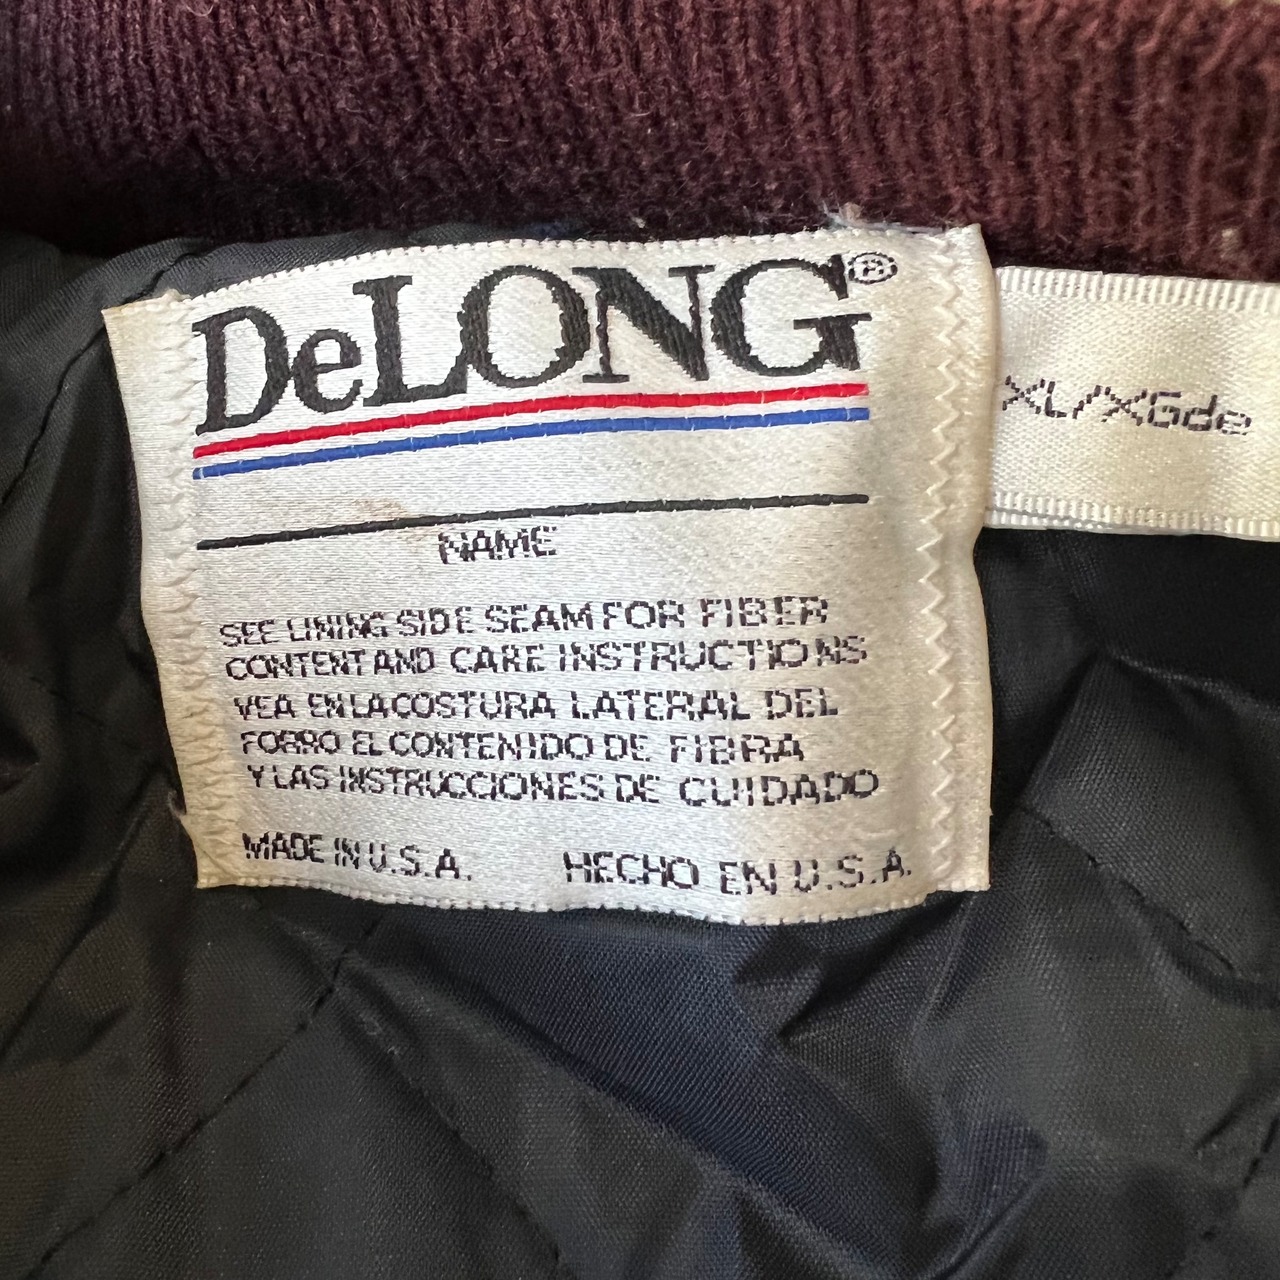 DeLONG®
XL/XGde
NAME
SEE LINING SIDE SEAM FOR FIBER
CONTENT AND CARE INSTRUCTIONS
VEA EN LA COSTURA LATERAL DEL
FORRO EL CONTENIDO DE FIBRA
Y LAS INSTRUCCIONES DE CUIDADO
MADE IN U.S.A. HECHO EN U.S.A.